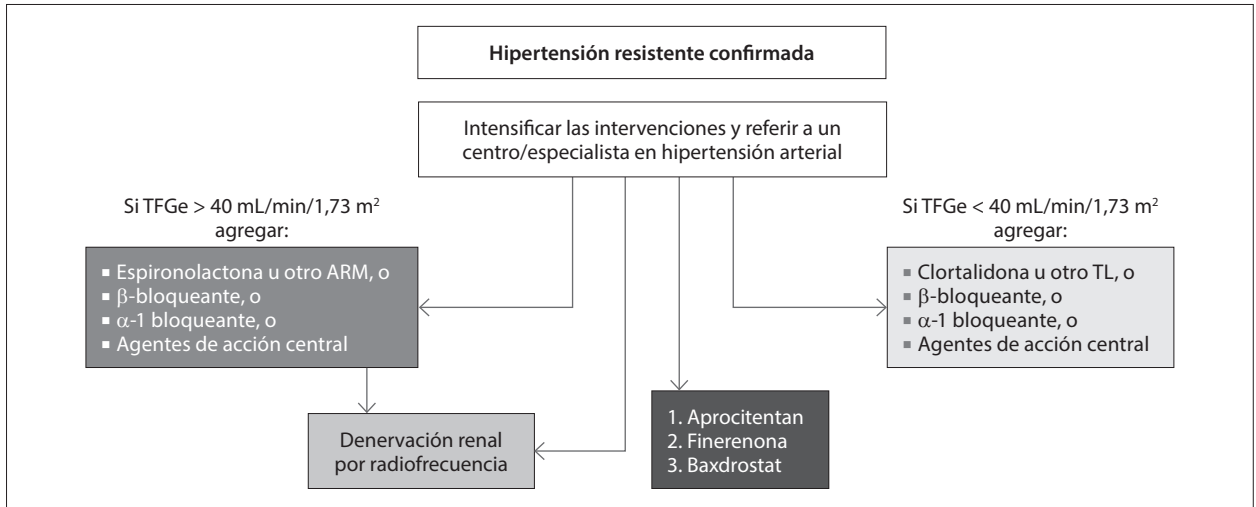 Hipertensión resistente confirmada
Intensificar las intervenciones y referir a un
centro/especialista en hipertensión arterial
Si TFGe > 40 mL/min/1,73 m²
agregar:
▪ Espironolactona u otro ARM, o
▪ β-bloqueante, o
▪ α-1 bloqueante, o
▪ Agentes de acción central
Si TFGe < 40 mL/min/1,73 m²
agregar:
▪ Clortalidona u otro TL, o
▪ β-bloqueante, o
▪ α-1 bloqueante, o
▪ Agentes de acción central
Denervación renal
por radiofrecuencia
1. Aprocitentan
2. Finerenona
3. Baxdrostat